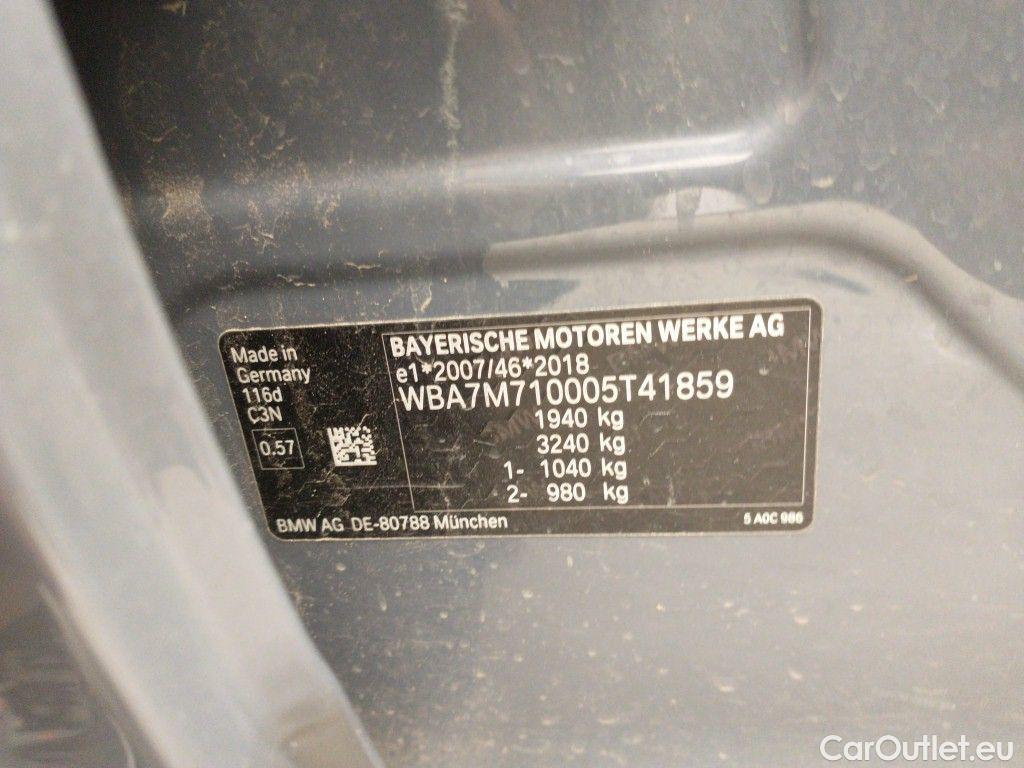 BAYERISCHE MOTOREN WERKE AG
e1*2007/46*2018
WBA7M710005T41859
1940 kg
3240 kg
1- 1040 kg
2- 980 kg
Made in
Germany
116d
C3N
0.57
BMW AG DE-80788 München
5 A0C 986
CarOutlet.eu